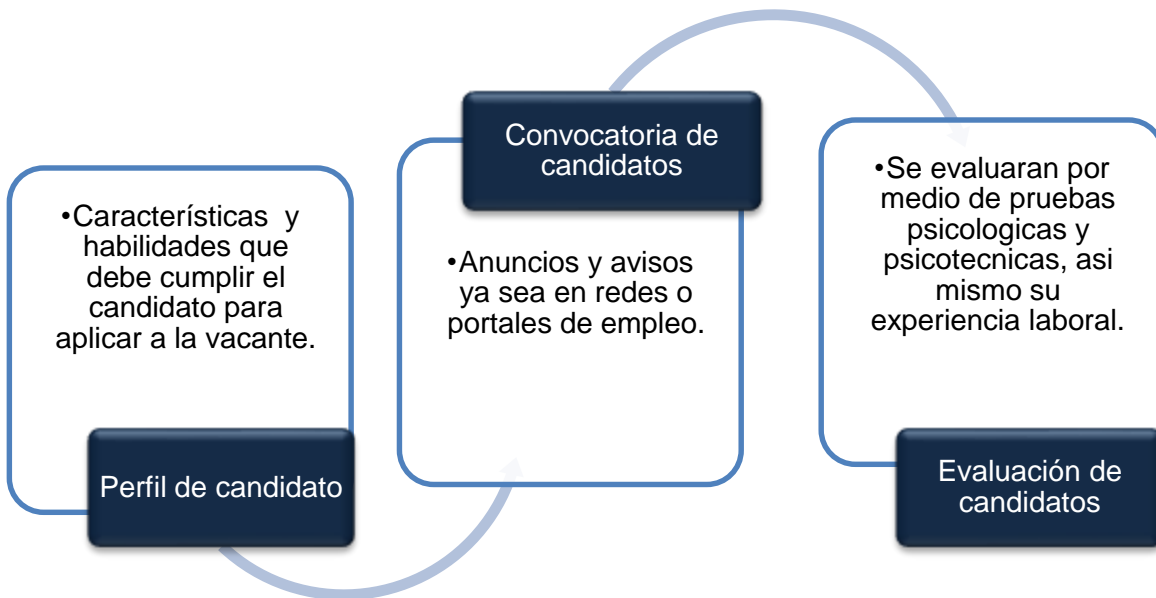 •Características y
habilidades que
debe cumplir el
candidato para
aplicar a la vacante.
Perfil de candidato
Convocatoria de
candidatos
•Anuncios y avisos
ya sea en redes o
portales de empleo.
•Se evaluaran por
medio de pruebas
psicologicas y
psicotecnicas, asi
mismo su
experiencia laboral.
Evaluación de
candidatos